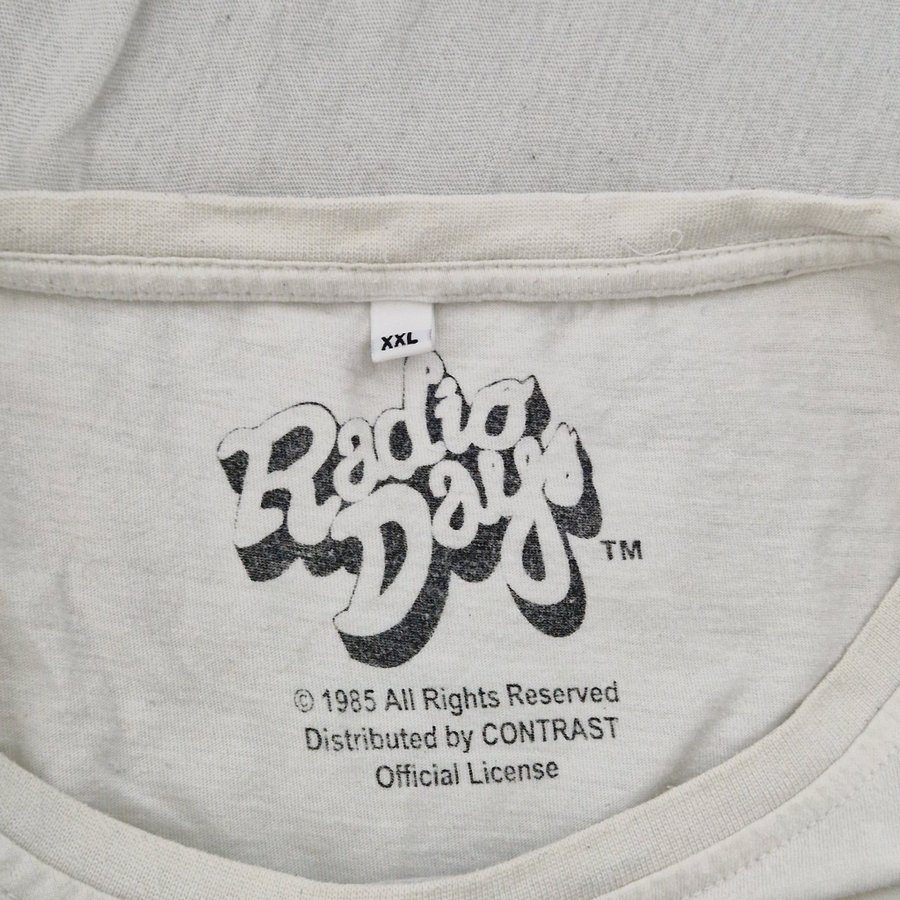 XXL
Radio
Days
TM
© 1985 All Rights Reserved
Distributed by CONTRAST
Official License